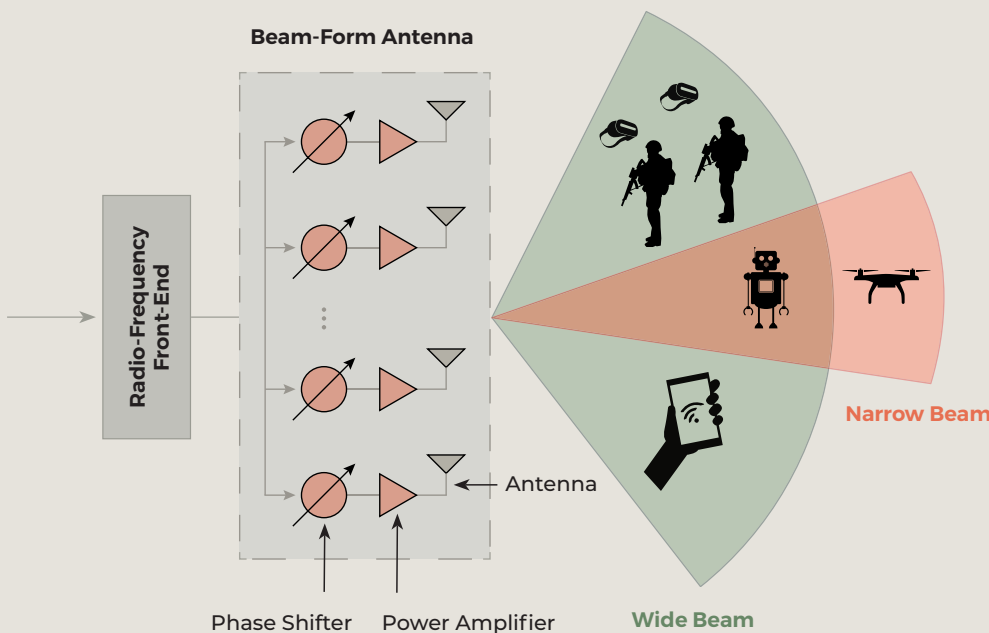 Beam-Form Antenna
Radio-Frequency
Front-End
Narrow Beam
Antenna
Phase Shifter
Power Amplifier
Wide Beam